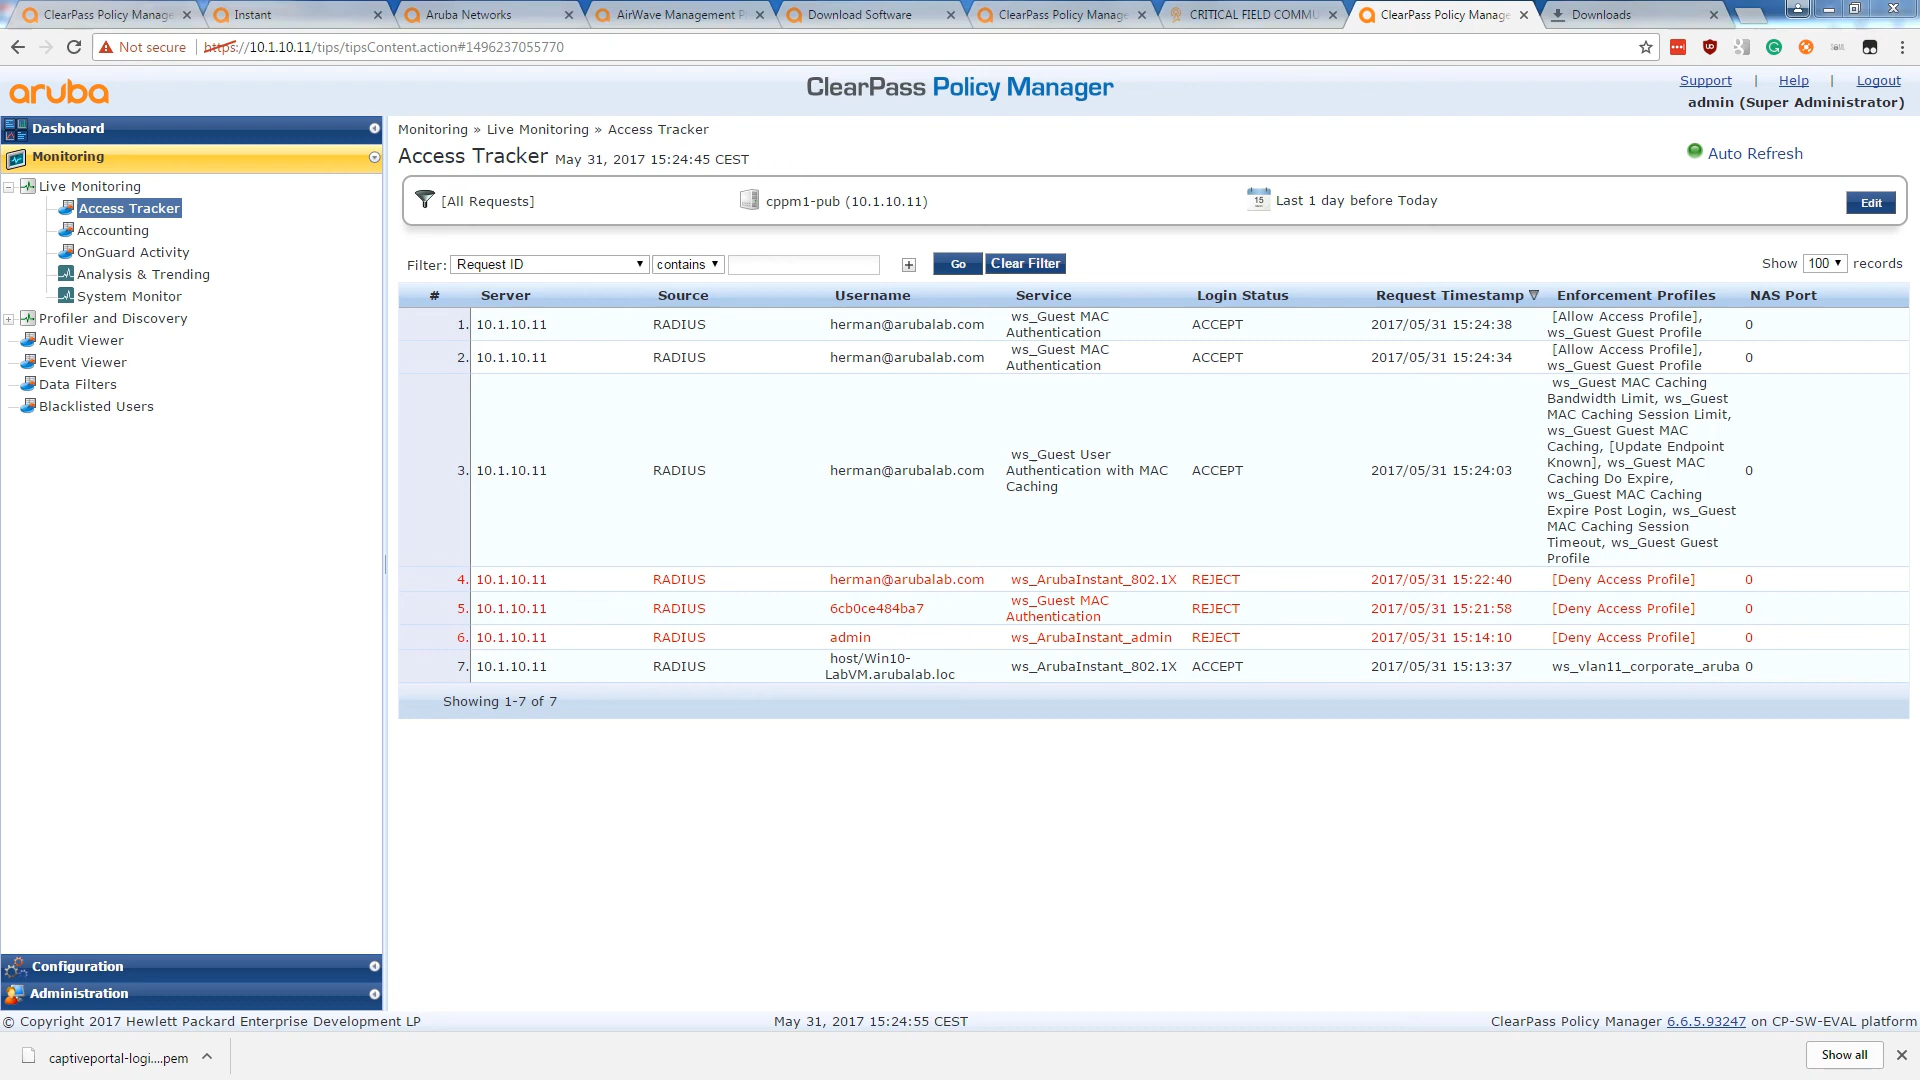 ClearPass Policy Manage
Instant
Aruba Networks
AirWave Management P
Download Software
ClearPass Policy Manage
CRITICAL FIELD COMMU
ClearPass Policy Manage
Downloads
Not secure
https://10.1.10.11/tips/tipsContent.action#1496237055770
aruba
ClearPass Policy Manager
Support | Help | Logout
admin (Super Administrator)
Dashboard
Monitoring
Live Monitoring
Access Tracker
Accounting
OnGuard Activity
Analysis & Trending
System Monitor
Profiler and Discovery
Audit Viewer
Event Viewer
Data Filters
Blacklisted Users
Configuration
Administration
Monitoring » Live Monitoring » Access Tracker
Access Tracker May 31, 2017 15:24:45 CEST
Auto Refresh
[All Requests]
cppm1-pub (10.1.10.11)
15
Last 1 day before Today
Edit
Filter: Request ID contains
Go
Clear Filter
Show 100 records
# Server Source Username Service Login Status Request Timestamp Enforcement Profiles NAS Port
1. 10.1.10.11 RADIUS herman@arubalab.com ws_Guest MAC
Authentication ACCEPT 2017/05/31 15:24:38 [Allow Access Profile],
ws_Guest Guest Profile 0
2. 10.1.10.11 RADIUS herman@arubalab.com ws_Guest MAC
Authentication ACCEPT 2017/05/31 15:24:34 [Allow Access Profile],
ws_Guest Guest Profile 0
3. 10.1.10.11 RADIUS herman@arubalab.com ws_Guest User
Authentication with MAC
Caching ACCEPT 2017/05/31 15:24:03 ws_Guest MAC Caching
Bandwidth Limit, ws_Guest
MAC Caching Session Limit,
ws_Guest Guest MAC
Caching, [Update Endpoint
Known], ws_Guest MAC
Caching Do Expire,
ws_Guest MAC Caching
Expire Post Login, ws_Guest
MAC Caching Session
Timeout, ws_Guest Guest
Profile 0
4. 10.1.10.11 RADIUS herman@arubalab.com ws_ArubaInstant_802.1X REJECT 2017/05/31 15:22:40 [Deny Access Profile] 0
5. 10.1.10.11 RADIUS 6cb0ce484ba7 ws_Guest MAC
Authentication REJECT 2017/05/31 15:21:58 [Deny Access Profile] 0
6. 10.1.10.11 RADIUS admin ws_ArubaInstant_admin REJECT 2017/05/31 15:14:10 [Deny Access Profile] 0
7. 10.1.10.11 RADIUS host/Win10-
LabVM.arubalab.loc ws_ArubaInstant_802.1X ACCEPT 2017/05/31 15:13:37 ws_vlan11_corporate_aruba 0
Showing 1-7 of 7
© Copyright 2017 Hewlett Packard Enterprise Development LP
May 31, 2017 15:24:55 CEST
ClearPass Policy Manager 6.6.5.93247 on CP-SW-EVAL platform
captiveportal-logi....pem
Show all